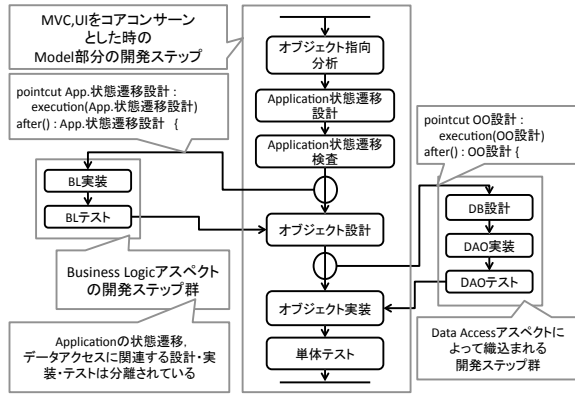 MVC,UIをコアコンサーン
とした時の
Model部分の開発ステップ
オブジェクト指向
分析
Application状態遷移
設計
Application状態遷移
検査
オブジェクト設計
オブジェクト実装
単体テスト
pointcut App.状態遷移設計 :
execution(App.状態遷移設計)
after() : App.状態遷移設計 {
BL実装
BLテスト
Business Logicアスペクト
の開発ステップ群
Applicationの状態遷移,
データアクセスに関連する設計・実
装・テストは分離されている
pointcut OO設計 :
execution(OO設計)
after() : OO設計 {
DB設計
DAO実装
DAOテスト
Data Accessアスペクトに
よって織込まれる
開発ステップ群